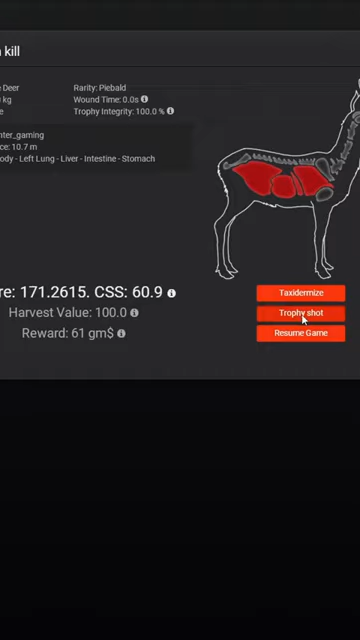 kill
Deer
kg
Rarity: Piebald
Wound Time: 0.0s
Trophy Integrity: 100.0 %
nter_gaming
ce: 10.7 m
ody - Left Lung - Liver - Intestine - Stomach
re: 171.2615. CSS: 60.9
Harvest Value: 100.0
Reward: 61 gm$
Taxidermize
Trophy shot
Resume Game